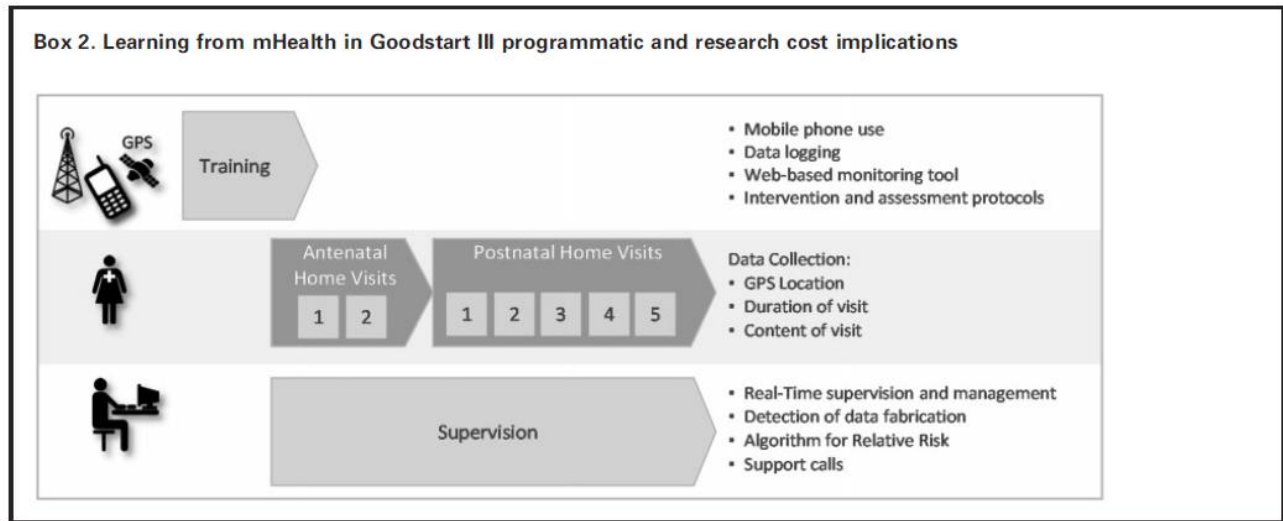 Box 2. Learning from mHealth in Goodstart III programmatic and research cost implications
GPS
Training
• Mobile phone use
• Data logging
• Web-based monitoring tool
• Intervention and assessment protocols
Antenatal
Home Visits
1 2
Postnatal Home Visits
1 2 3 4 5
Data Collection:
• GPS Location
• Duration of visit
• Content of visit
Supervision
• Real-Time supervision and management
• Detection of data fabrication
• Algorithm for Relative Risk
• Support calls